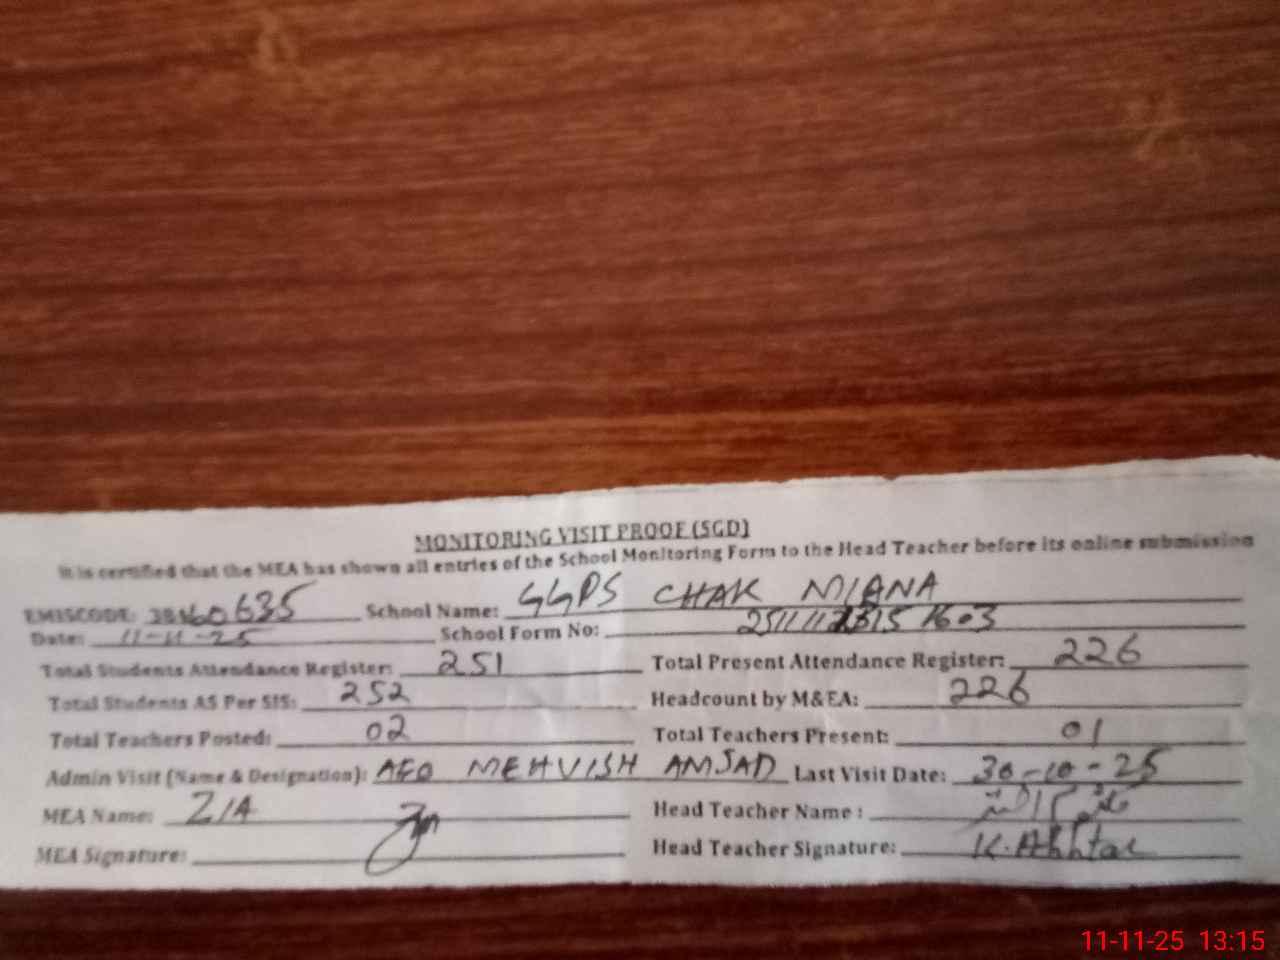 MONITORING VISIT PROOF (SGD)
It is certified that the MEA has shown all entries of the School Monitoring Form to the Head Teacher before its online submission
EMISCODE: 38460635 School Name: GGPS CHAK MIANA
Date: 11-11-25 School Form No:
Total Students Attendance Register: 251 Total Present Attendance Register: 226
Total Students AS Per SIS: 252 Headcount by M&EA: 226
Total Teachers Posted: 02 Total Teachers Present: 01
Admin Visit (Name & Designation): AEO MEHVISH AMJAD Last Visit Date: 30-10-25
MEA Name: ZIA Head Teacher Name :
MEA Signature: Head Teacher Signature: K. Akhtar
11-11-25 13:15